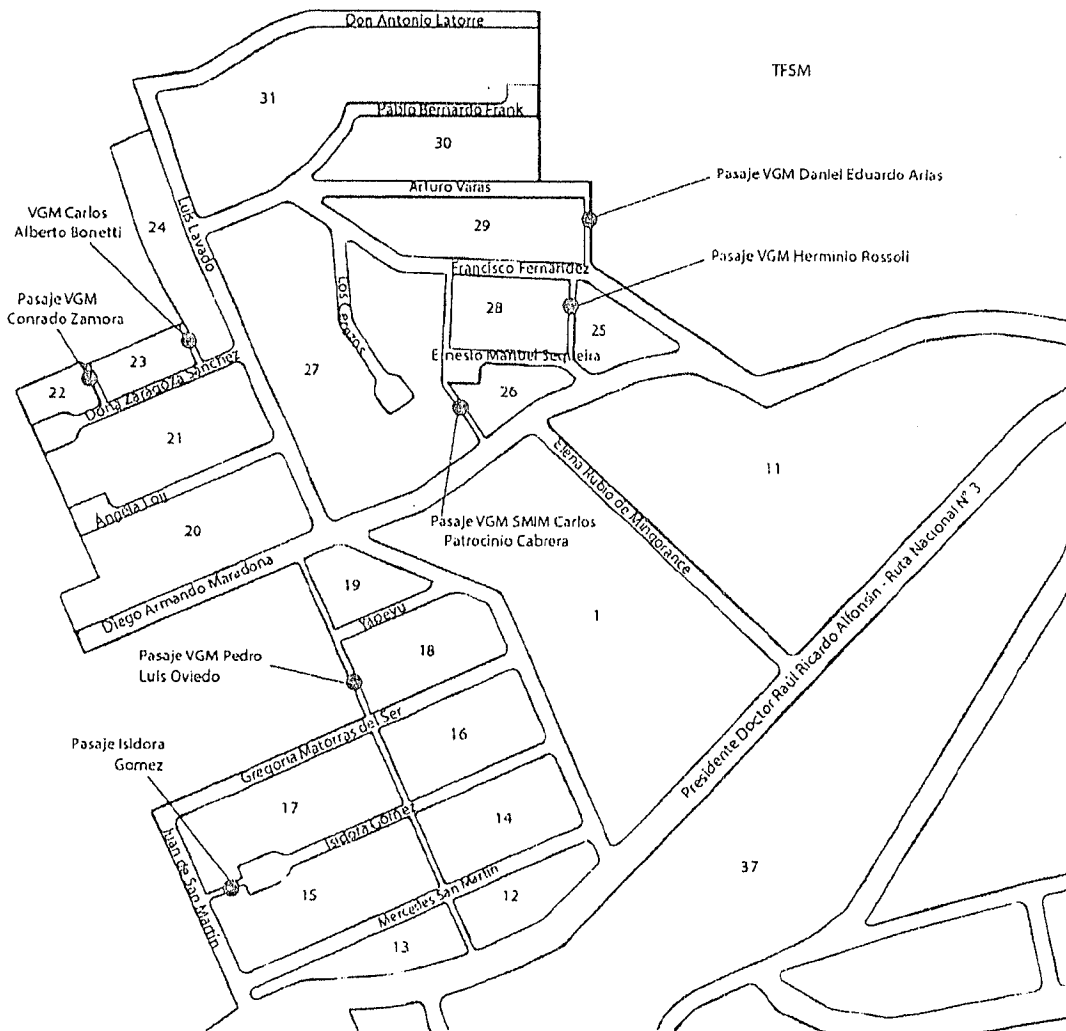 Don Antonio Latorre
TFSM
31
Pablo Bernardo Frank
30
Arturo Varas
Pasaje VGM Daniel Eduardo Arias
24
Luis Lavado
VGM Carlos
Alberto Bonetti
29
Francisco Fernández
Pasaje VGM Herminio Rossoli
Pasaje VGM
Conrado Zamora
Los Cerezos
28
25
23
22
Doña Zaragoza Sánchez
27
Ernesto Manuel Sequeira
26
21
Elena Rubio de Mingorance
11
Angela Loij
20
Pasaje VGM SMIM Carlos
Patrocinio Cabrera
Diego Armando Maradona
19
Yapeyú
1
Presidente Doctor Raúl Ricardo Alfonsín - Ruta Nacional N° 3
18
Pasaje VGM Pedro
Luis Oviedo
Gregoria Matorras del Ser
16
Pasaje Isidora
Gomez
17
Isidora Gomez
14
Juan de San Martín
15
Mercedes San Martín
12
13
37